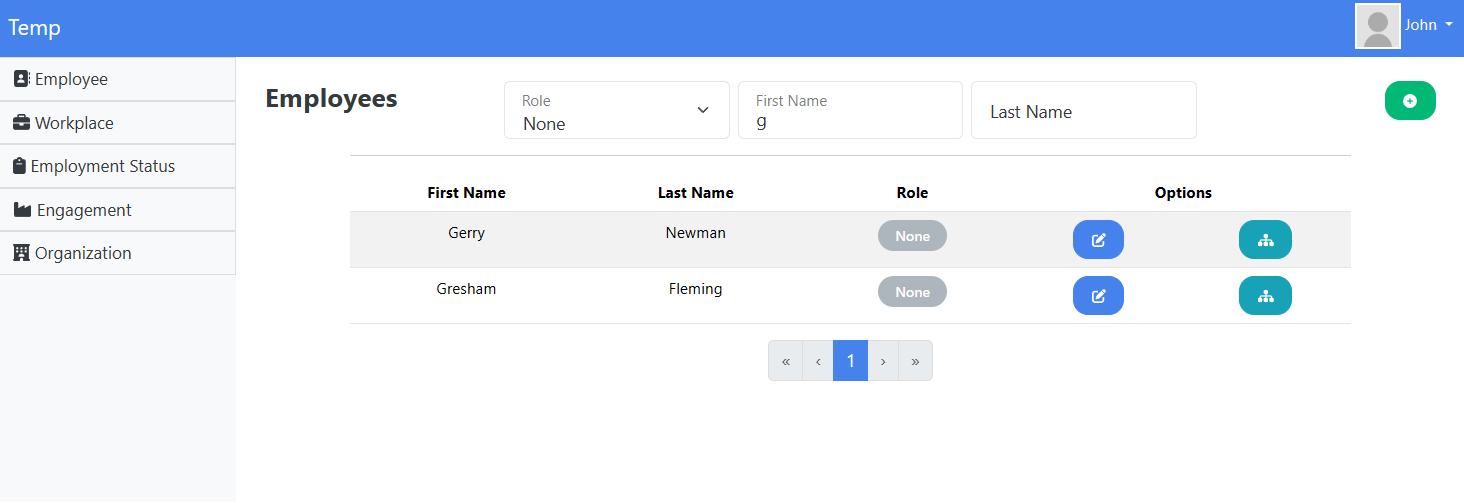 Temp
John
Employee
Workplace
Employment Status
Engagement
Organization
Employees
Role
None
First Name
g
Last Name
First Name Last Name Role Options
Gerry Newman None
Gresham Fleming None
« ‹ 1 › »